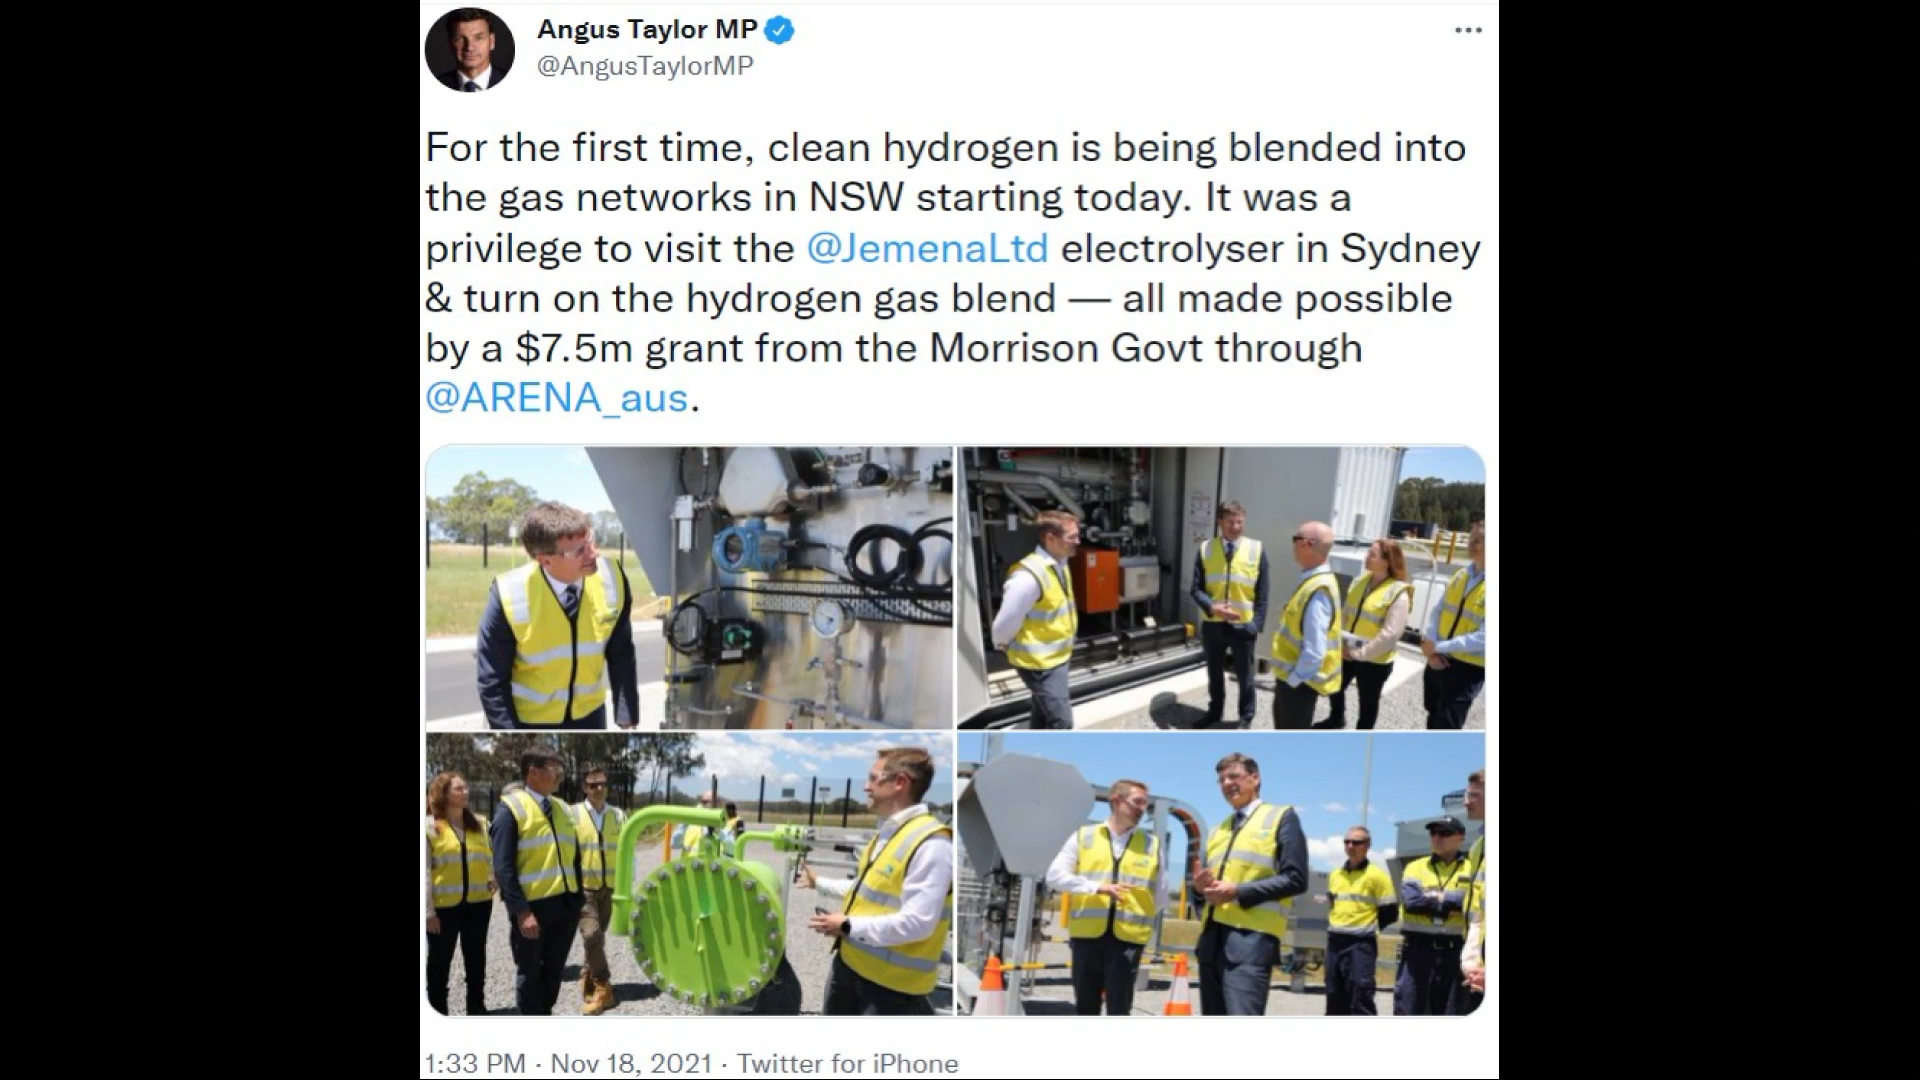 Angus Taylor MP
@AngusTaylorMP
For the first time, clean hydrogen is being blended into
the gas networks in NSW starting today. It was a
privilege to visit the @JemenaLtd electrolyser in Sydney
& turn on the hydrogen gas blend — all made possible
by a $7.5m grant from the Morrison Govt through
@ARENA_aus.
1:33 PM · Nov 18, 2021 · Twitter for iPhone